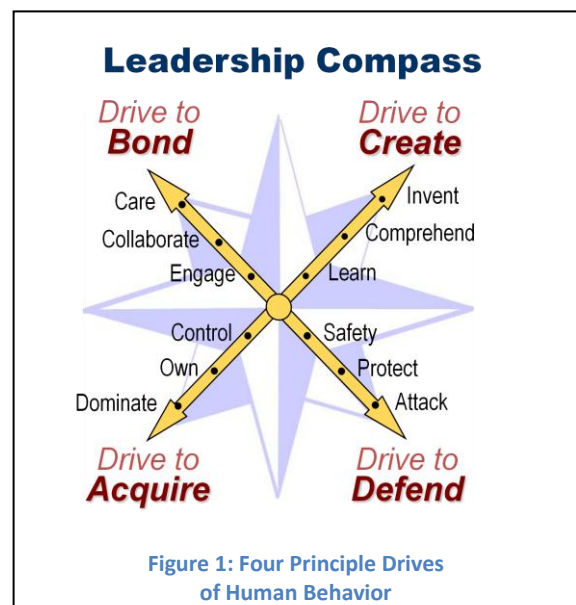 Leadership Compass
Drive to
Bond
Drive to
Create
Care
Collaborate
Engage
Invent
Comprehend
Learn
Control
Own
Dominate
Safety
Protect
Attack
Drive to
Acquire
Drive to
Defend
Figure 1: Four Principle Drives
of Human Behavior